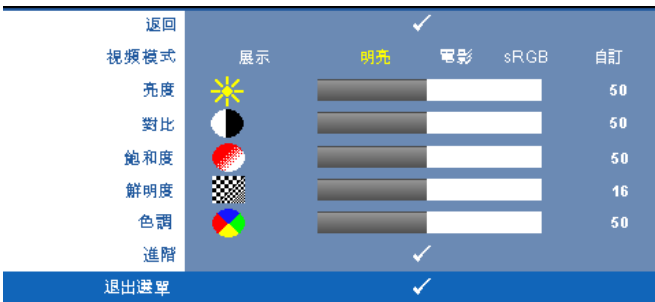 返回
視頻模式 展示 明亮 電影 sRGB 自訂
亮度 50
對比 50
飽和度 50
鮮明度 16
色調 50
進階
退出選單